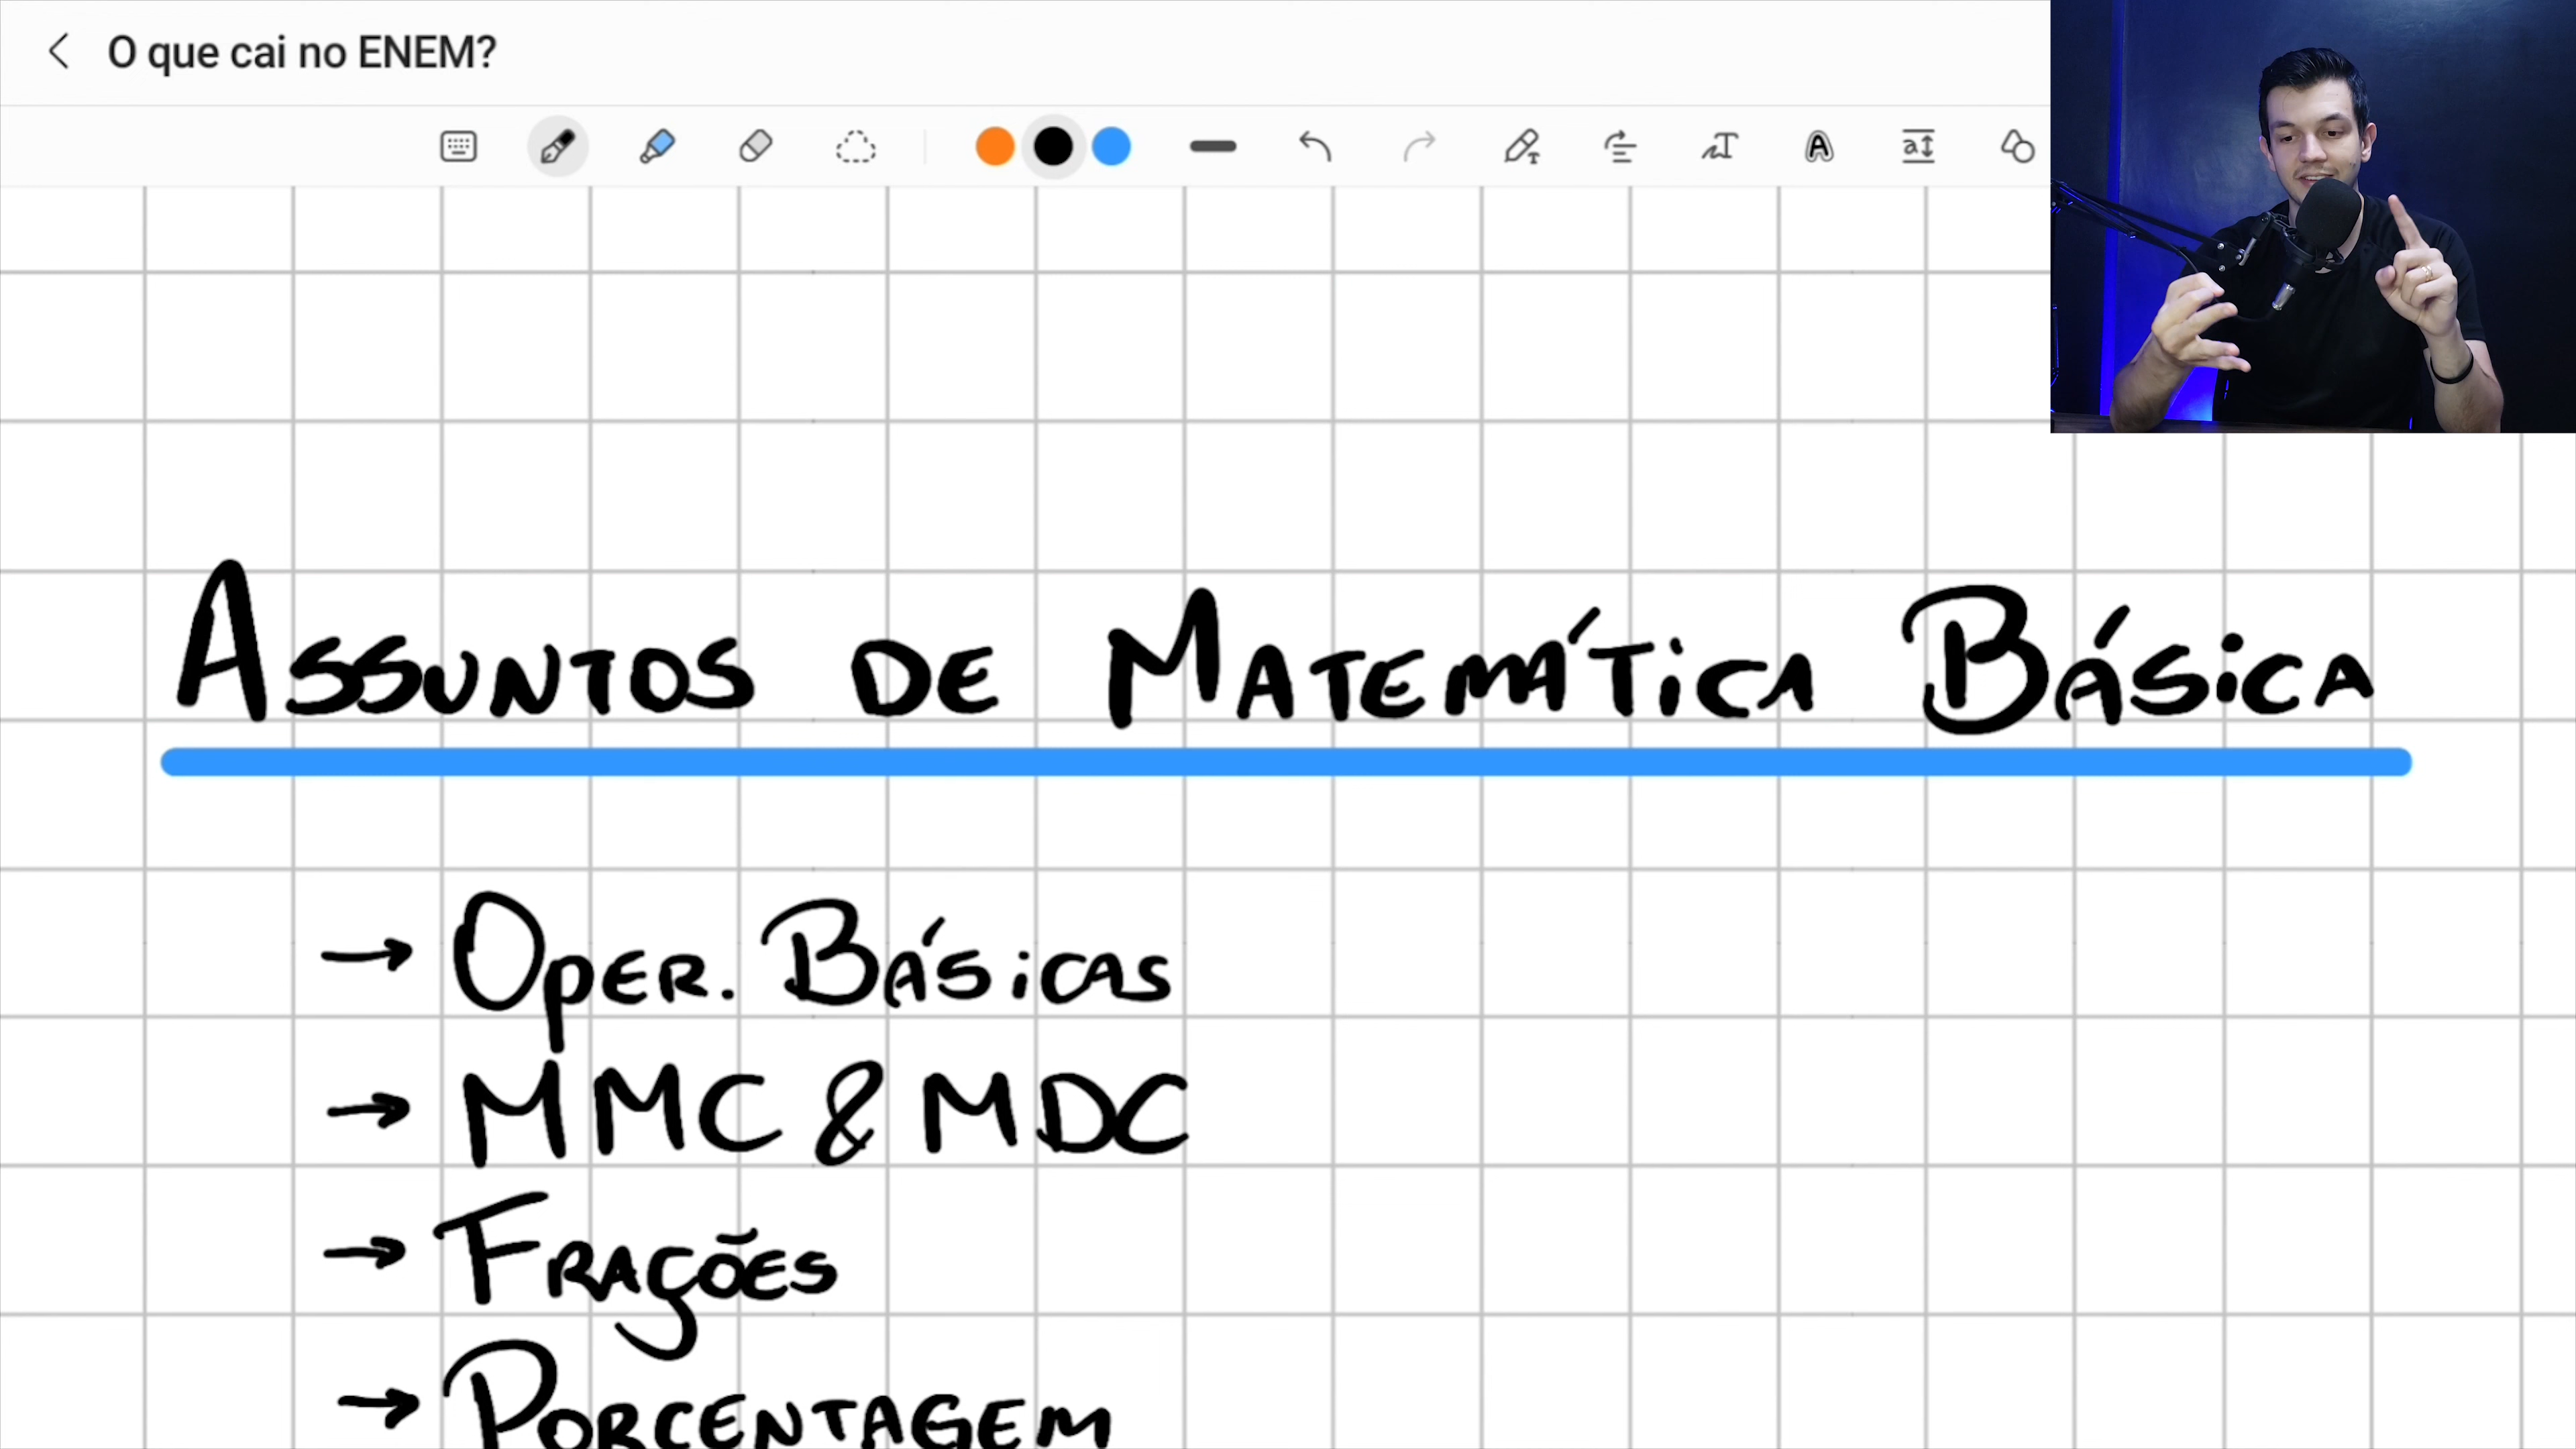 O que cai no ENEM?
Assuntos de Matemática Básica
→ Oper. Básicas
→ MMC & MDC
→ Frações
→ Porcentagem